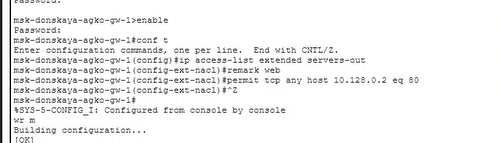 Password:
msk-donskaya-agko-gw-1>enable
Password:
msk-donskaya-agko-gw-1#conf t
Enter configuration commands, one per line.  End with CNTL/Z.
msk-donskaya-agko-gw-1(config)#ip access-list extended servers-out
msk-donskaya-agko-gw-1(config-ext-nacl)#remark web
msk-donskaya-agko-gw-1(config-ext-nacl)#permit tcp any host 10.128.0.2 eq 80
msk-donskaya-agko-gw-1(config-ext-nacl)#^Z
msk-donskaya-agko-gw-1#
%SYS-5-CONFIG_I: Configured from console by console
wr m
Building configuration...
[OK]